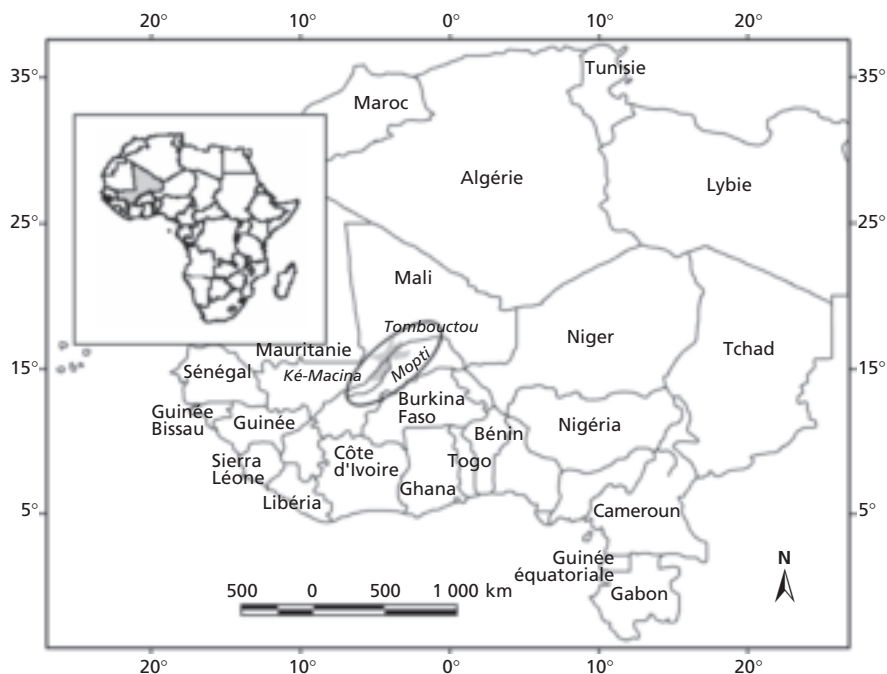 20° 10° 0° 10° 20°
35° 35°
Tunisie
Maroc
Algérie
Lybie
25° 25°
Mali
Tombouctou
Niger
Mauritanie
Tchad
15° 15°
Sénégal
Ké-Macina
Mopti
Burkina
Faso
Guinée
Bissau
Guinée
Bénin
Nigéria
Côte
d'Ivoire
Togo
Sierra
Léone
Ghana
Libéria
5° 5°
Cameroun
Guinée
équatoriale
Gabon
N
500 0 500 1 000 km
20° 10° 0° 10° 20°